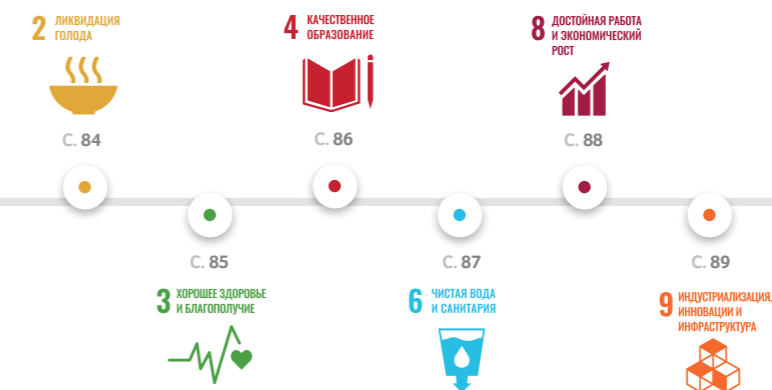 2 ЛИКВИДАЦИЯ
ГОЛОДА
С. 84
4 КАЧЕСТВЕННОЕ
ОБРАЗОВАНИЕ
С. 86
8 ДОСТОЙНАЯ РАБОТА
И ЭКОНОМИЧЕСКИЙ
РОСТ
С. 88
С. 85
3 ХОРОШЕЕ ЗДОРОВЬЕ
И БЛАГОПОЛУЧИЕ
С. 87
6 ЧИСТАЯ ВОДА
И САНИТАРИЯ
С. 89
9 ИНДУСТРИАЛИЗАЦИЯ,
ИННОВАЦИИ И
ИНФРАСТРУКТУРА